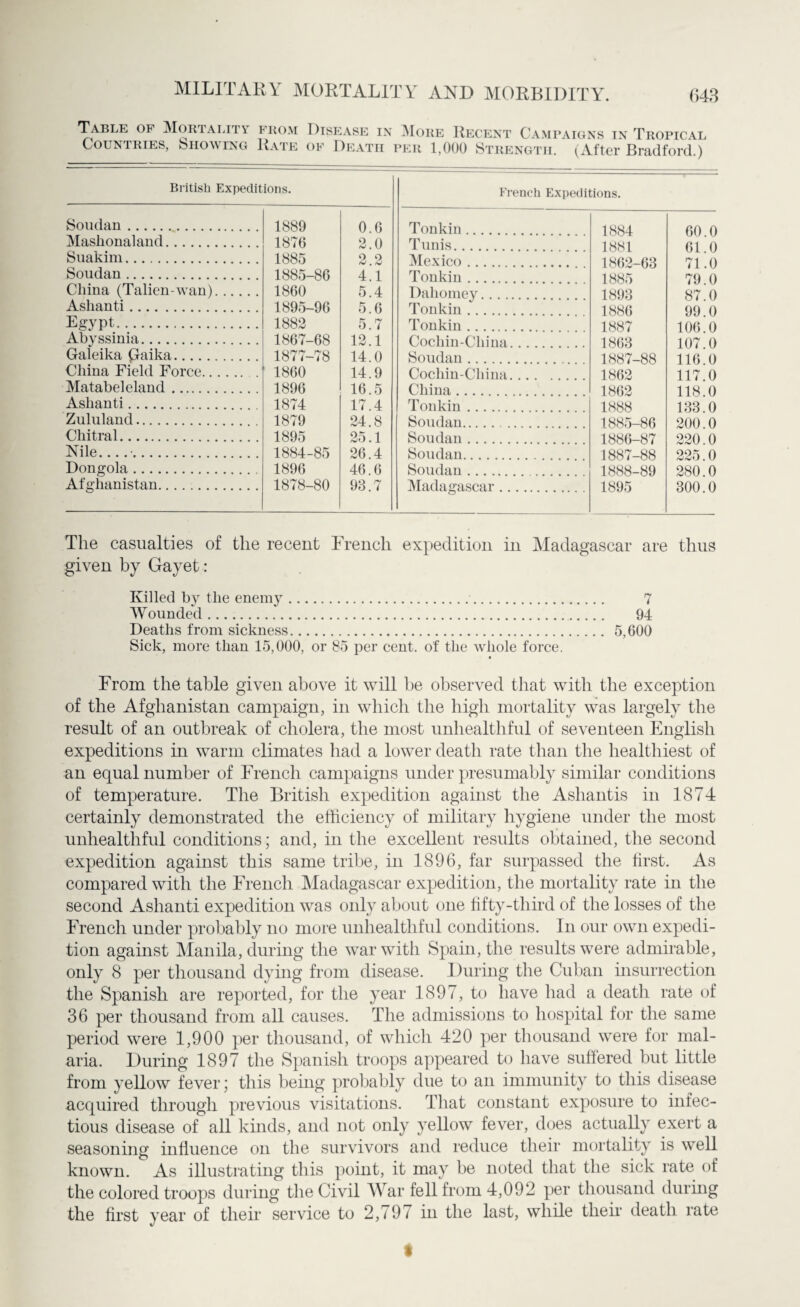 MILITARY MORTALITY AND MORBIDITY. 643
Table of Mortality from Disease in More Recent Campaigns in Tropical
Countries, Showing Rate of Death per 1,000 Strength. (After Bradford.)
British Expeditions.
Soudan 1889 0.6
Mashonaland 1876 2.0
Suakim 1885 2.2
Soudan 1885-86 4.1
China (Talien-wan) 1860 5.4
Ashanti 1895-96 5.6
Egypt 1882 5.7
Abyssinia 1867-68 12.1
Galeika Gaika 1877-78 14.0
China Field Force 1860 14.9
Matabeleland 1896 16.5
Ashanti 1874 17.4
Zululand 1879 24.8
Chitral 1895 25.1
Nile 1884-85 26.4
Dongola 1896 46.6
Afghanistan 1878-80 93.7
French Expeditions.
Tonkin 1884 60.0
Tunis 1881 61.0
Mexico 1862-63 71.0
Tonkin 1885 79.0
Dahomey 1893 87.0
Tonkin 1886 99.0
Tonkin 1887 106.0
Cochin-China 1863 107.0
Soudan 1887-88 116.0
Cochin-China 1862 117.0
China 1862 118.0
Tonkin 1888 133.0
Soudan 1885-86 200.0
Soudan 1886-87 220.0
Soudan 1887-88 225.0
Soudan 1888-89 280.0
Madagascar 1895 300.0
The casualties of the recent French expedition in Madagascar are thus
given by Gayet:
Killed by the enemy 7
Wounded 94
Deaths from sickness 5,600
Sick, more than 15,000, or 85 per cent. of the whole force.
From the table given above it will be observed that with the exception
of the Afghanistan campaign, in which the high mortality was largely the
result of an outbreak of cholera, the most unhealthful of seventeen English
expeditions in warm climates had a lower death rate than the healthiest of
an equal number of French campaigns under presumably similar conditions
of temperature. The British expedition against the Ashantis in 1874
certainly demonstrated the efficiency of military hygiene under the most
unhealthful conditions; and, in the excellent results obtained, the second
expedition against this same tribe, in 1896, far surpassed the first. As
compared with the French Madagascar expedition, the mortality rate in the
second Ashanti expedition was only about one fifty-third of the losses of the
French under probably no more unhealthful conditions. In our own expedi-
tion against Manila, during the war with Spain, the results were admirable,
only 8 per thousand dying from disease. During the Cuban insurrection
the Spanish are reported, for the year 1897, to have had a death rate of
36 per thousand from all causes. The admissions to hospital for the same
period were 1,900 per thousand, of which 420 per thousand were for mal-
aria. During 1897 the Spanish troops appeared to have suffered but little
from yellow fever; this being probably due to an immunity to this disease
acquired through previous visitations. That constant exposure to infec-
tious disease of all kinds, and not only yellow fever, does actually exert a
seasoning influence on the survivors and reduce their mortality is well
known. As illustrating this point, it may be noted that the sick rate of
the colored troops during the Civil War fell from 4,092 per thousand during
the first year of their service to 2,797 in the last, while their death rate